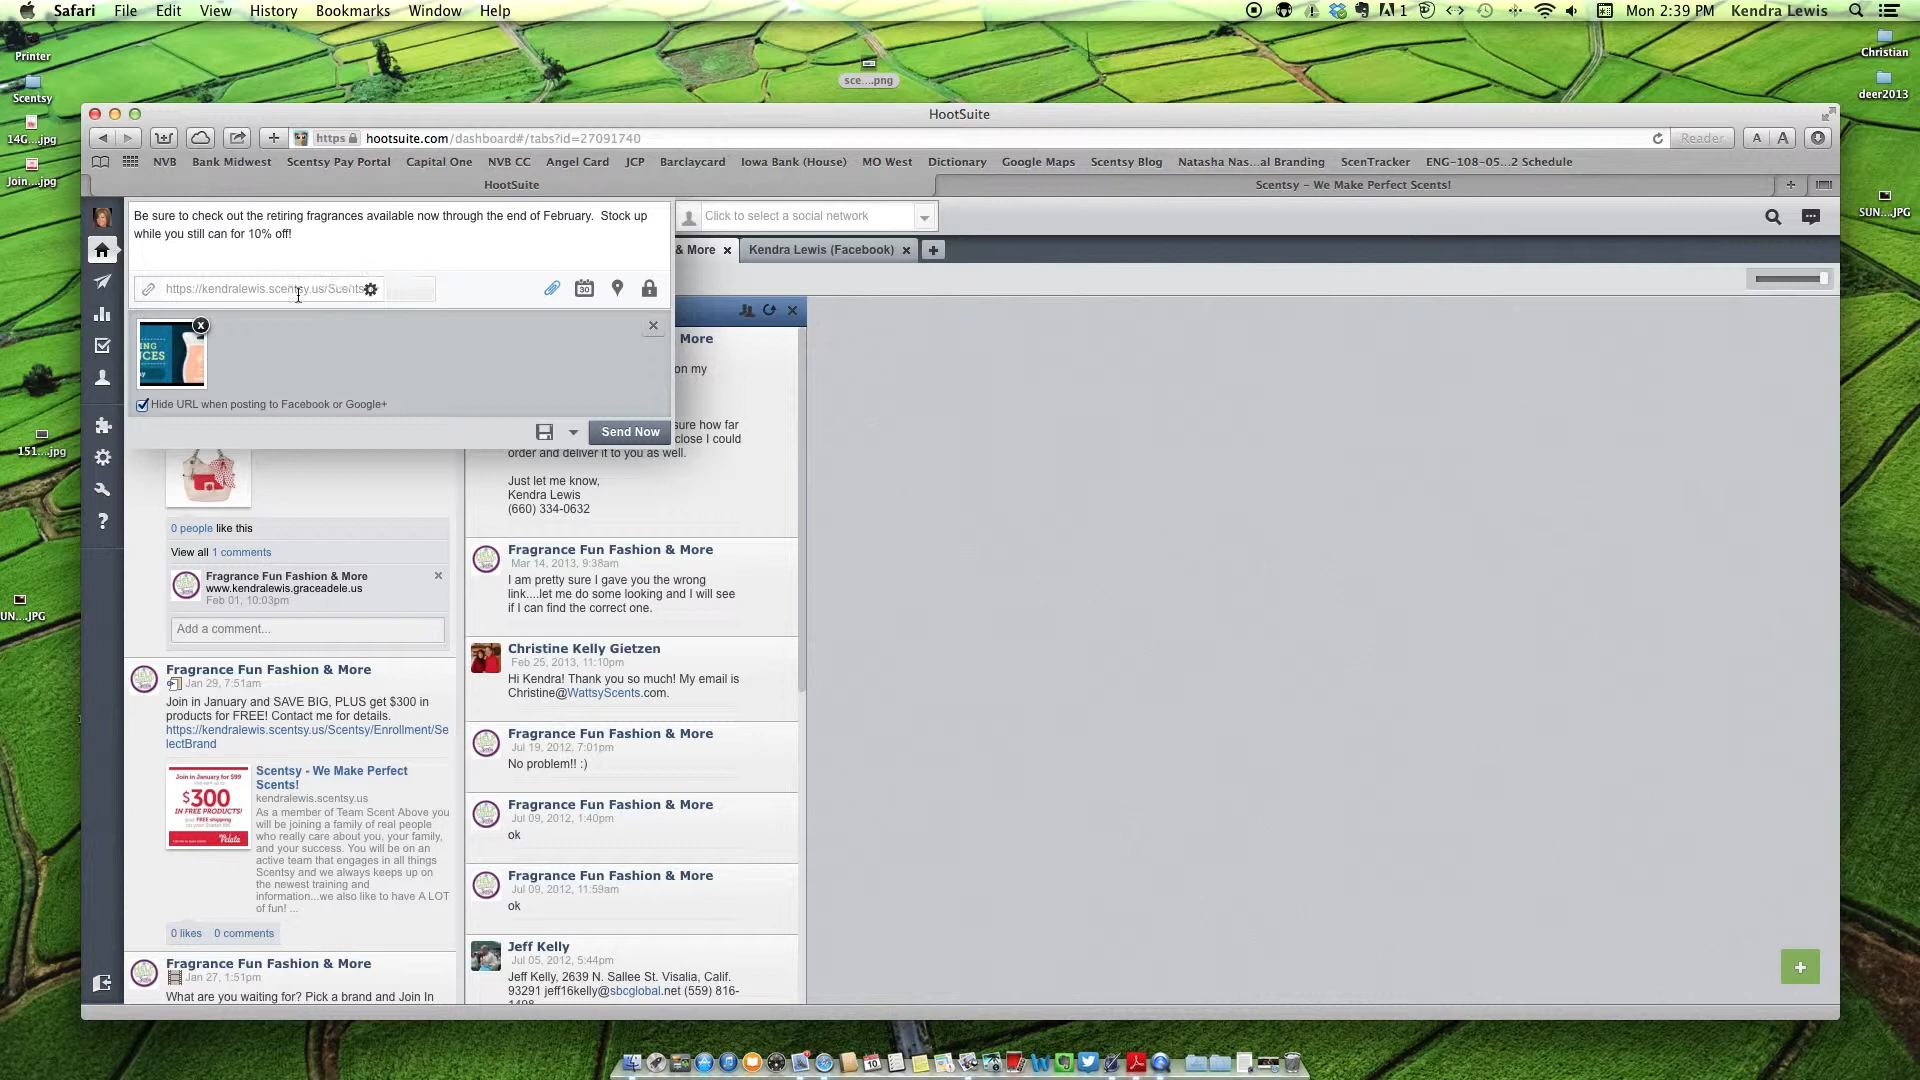 Safari File Edit View History Bookmarks Window Help
1 Mon 2:39 PM Kendra Lewis
Printer
Scentsy
14G....jpg
Join....jpg
151....jpg
UN....JPG
sce....png
Christian
deer2013
SUN....JPG
HootSuite
https hootsuite.com/dashboard#/tabs?id=27091740
Reader A A
NVB Bank Midwest Scentsy Pay Portal Capital One NVB CC Angel Card JCP Barclaycard Iowa Bank (House) MO West Dictionary Google Maps Scentsy Blog Natasha Nas...al Branding ScenTracker ENG-108-05...2 Schedule
HootSuite
Scentsy - We Make Perfect Scents!
Be sure to check out the retiring fragrances available now through the end of February. Stock up
while you still can for 10% off!
Click to select a social network
& More
Kendra Lewis (Facebook)
https://kendralewis.scentsy.us/Scents
30
x
ING
CES
Hide URL when posting to Facebook or Google+
Send Now
0 people like this
View all 1 comments
Fragrance Fun Fashion & More
www.kendralewis.graceadele.us
Feb 01, 10:03pm
Add a comment...
Fragrance Fun Fashion & More
Jan 29, 7:51am
Join in January and SAVE BIG, PLUS get $300 in
products for FREE! Contact me for details.
https://kendralewis.scentsy.us/Scentsy/Enrollment/Se
lectBrand
Join in January for $99
$300
IN FREE PRODUCTS!
Velata
Scentsy - We Make Perfect
Scents!
kendralewis.scentsy.us
As a member of Team Scent Above you
will be joining a family of real people
who really care about you, your family,
and your success. You will be on an
active team that engages in all things
Scentsy and we always keeps up on
the newest training and
information...we also like to have A LOT
of fun! ...
0 likes 0 comments
Fragrance Fun Fashion & More
Jan 27, 1:51pm
What are you waiting for? Pick a brand and Join In
More
on my
sure how far
close I could
order and deliver it to you as well.
Just let me know,
Kendra Lewis
(660) 334-0632
Fragrance Fun Fashion & More
Mar 14, 2013, 9:38am
I am pretty sure I gave you the wrong
link....let me do some looking and I will see
if I can find the correct one.
Christine Kelly Gietzen
Feb 25, 2013, 11:10pm
Hi Kendra! Thank you so much! My email is
Christine@WattsyScents.com.
Fragrance Fun Fashion & More
Jul 19, 2012, 7:01pm
No problem!! :)
Fragrance Fun Fashion & More
Jul 09, 2012, 1:40pm
ok
Fragrance Fun Fashion & More
Jul 09, 2012, 11:59am
ok
Jeff Kelly
Jul 05, 2012, 5:44pm
Jeff Kelly, 2639 N. Sallee St. Visalia, Calif.
93291 jeff16kelly@sbcglobal.net (559) 816-